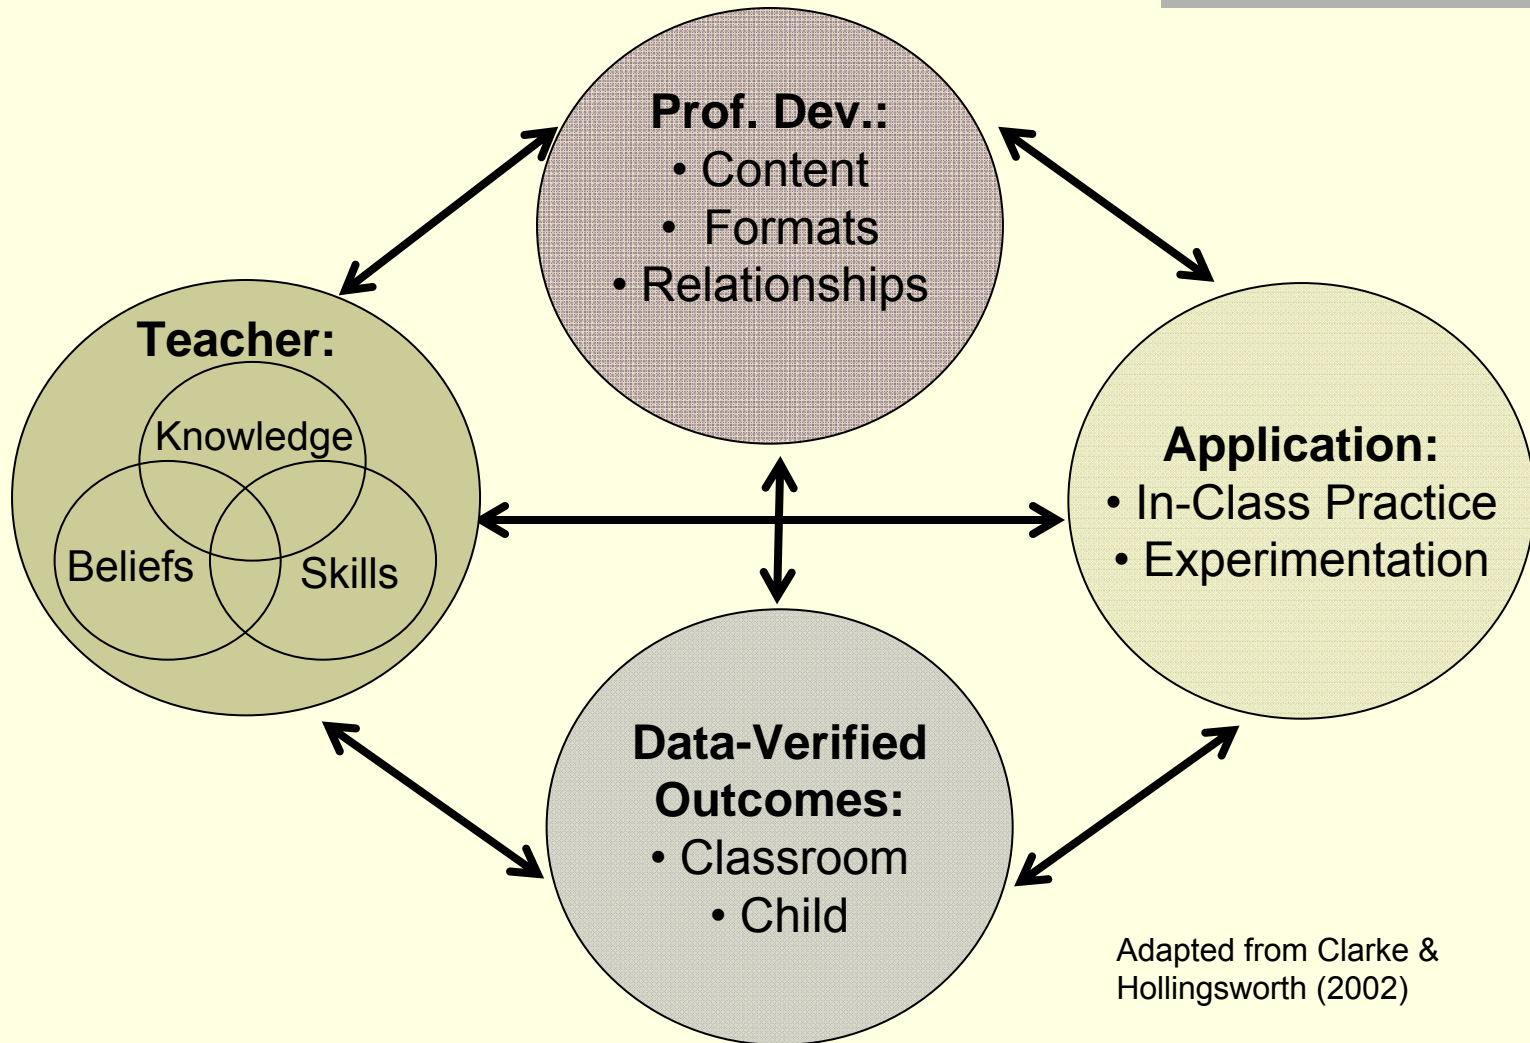 Prof. Dev.:
• Content
• Formats
• Relationships
Teacher:
Knowledge
Beliefs
Skills
Application:
• In-Class Practice
• Experimentation
Data-Verified
Outcomes:
• Classroom
• Child
Adapted from Clarke &
Hollingsworth (2002)